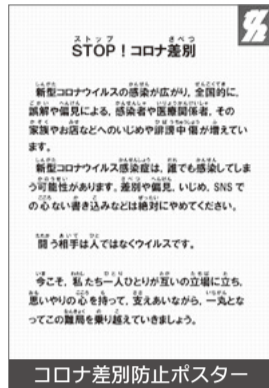 STOP！コロナ差別
新型コロナウイルスの感染が広がり、全国的に、
誤解や偏見による、感染者や医療関係者、その
家族やお店などへのいじめや誹謗中傷が増えてい
ます。
新型コロナウイルス感染症は、誰でも感染してしま
う可能性があります。差別や偏見、いじめ、SNSで
の心ない書き込みなどは絶対にやめてください。
闘う相手は人ではなくウイルスです。
今こそ、私たち一人ひとりが互いの立場に立ち、
思いやりの心を持って、支えあいながら、一丸とな
ってこの難局を乗り越えていきましょう。
コロナ差別防止ポスター